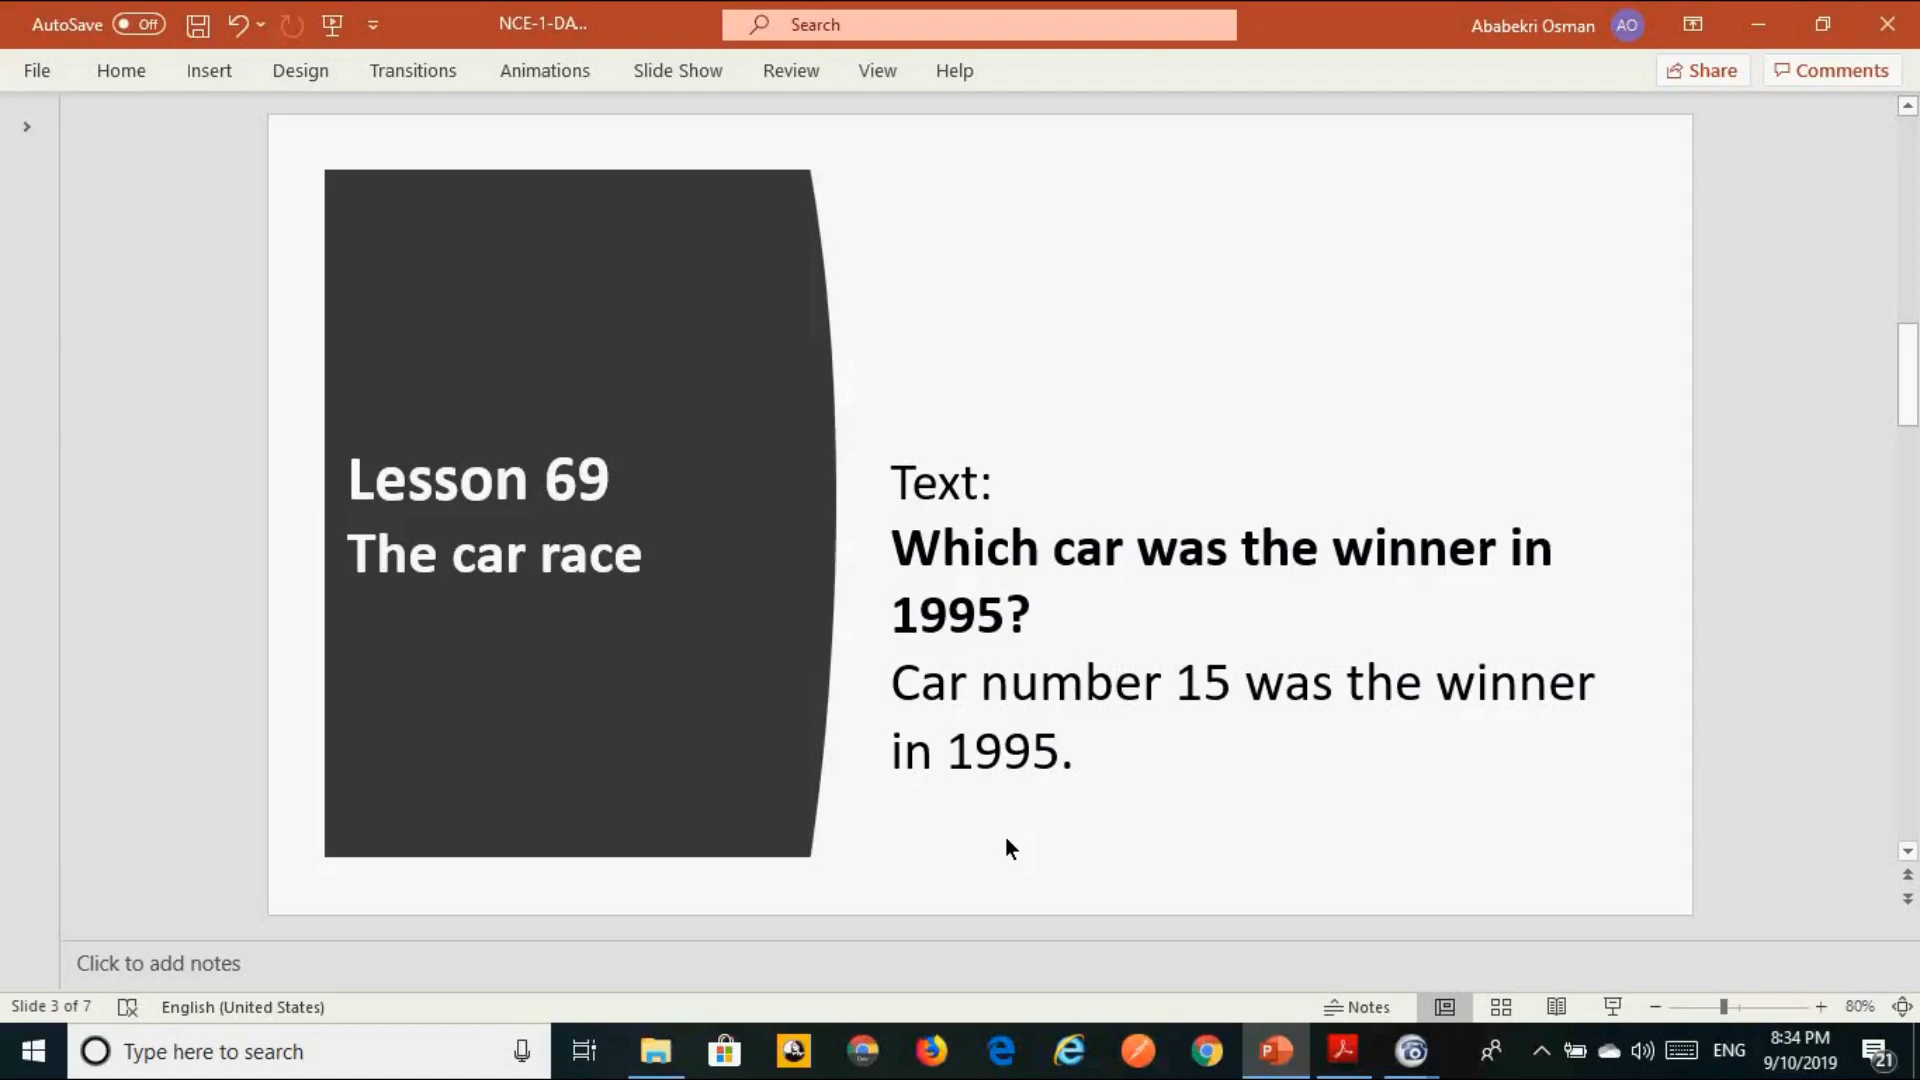 AutoSave Off NCE-1-DA... Search Ababekri Osman AO
File Home Insert Design Transitions Animations Slide Show Review View Help Share Comments
Lesson 69
The car race
Text:
Which car was the winner in
1995?
Car number 15 was the winner
in 1995.
Click to add notes
Slide 3 of 7 English (United States) Notes 80%
Type here to search Dev ENG 8:34 PM
9/10/2019 21